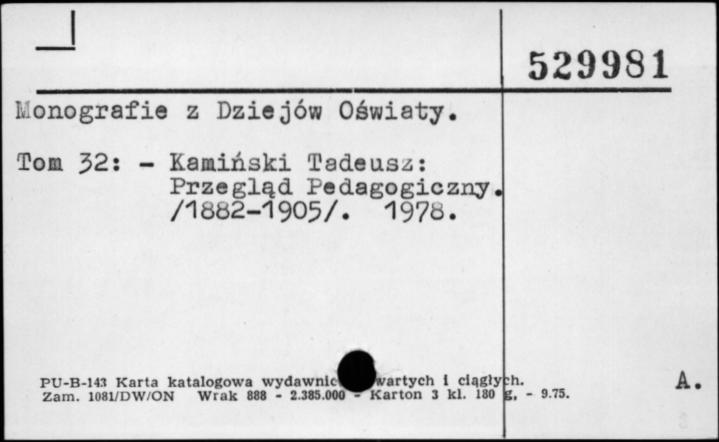 529981
Monografie z Dziejów Oświaty.
Tom 32: - Kamiński Tadeusz:
Przegląd Pedagogiczny.
/1882-1905/. 1978.
PU-B-143 Karta katalogowa wydawnic wartych i ciągłych.
A.
Zam. 1081/DW/ON Wrak 888 - 2.385.000 - Karton 3 kl. 180 g, - 9.75.